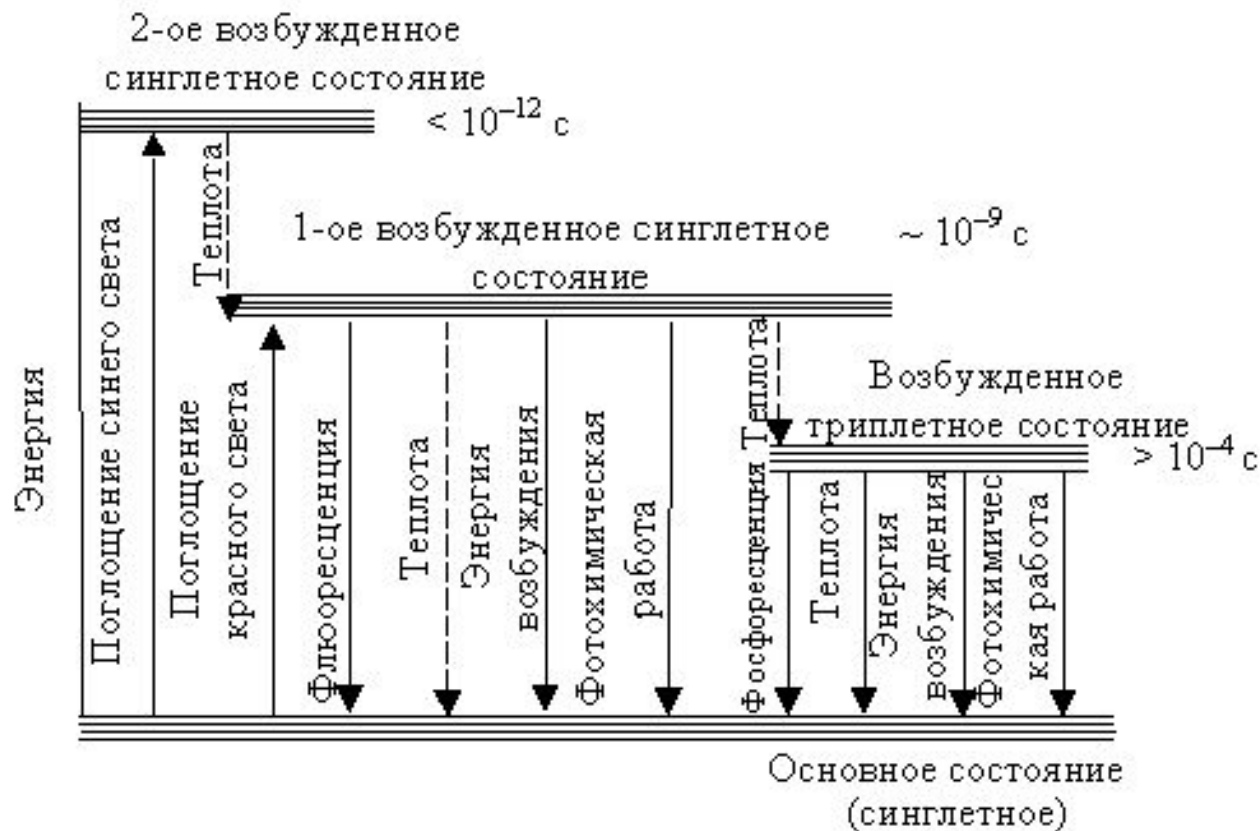 2-ое возбужденное
синглетное состояние
< 10⁻¹² с
Теплота
1-ое возбужденное синглетное
состояние
~ 10⁻⁹ с
Энергия
Поглощение синего света
Поглощение
красного света
Флюоресценция
Теплота
Энергия
возбуждения
Фотохимическая
работа
Теплота
Возбужденное
триплетное состояние
> 10⁻⁴ с
Фосфоресценция
Теплота
Энергия
возбуждения
Фотохимичес
кая работа
Основное состояние
(синглетное)